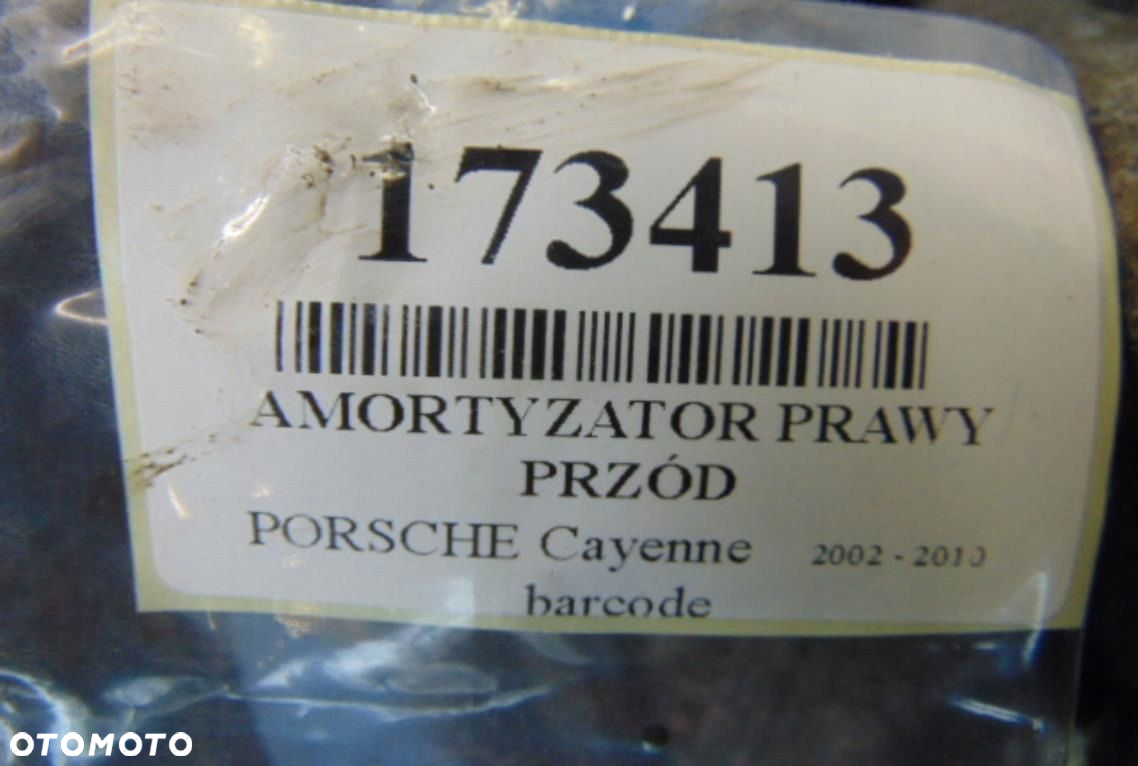 173413
AMORTYZATOR PRAWY
PRZÓD
PORSCHE Cayenne 2002 - 2010
barcode
OTOMOTO